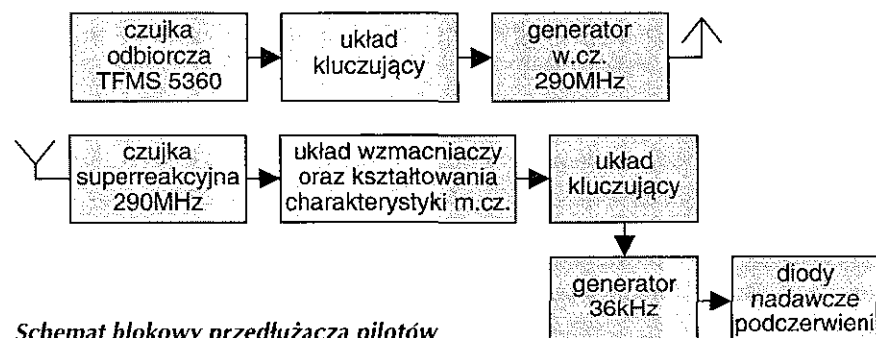 czujka
odbiorcza
TFMS 5360
układ
kluczujący
generator
w.cz.
290MHz
czujka
superreakcyjna
290MHz
układ wzmacniaczy
oraz kształtowania
charakterystyki m.cz.
układ
kluczujący
generator
36kHz
diody
nadawcze
podczerwieni
Schemat blokowy przedłużacza pilotów